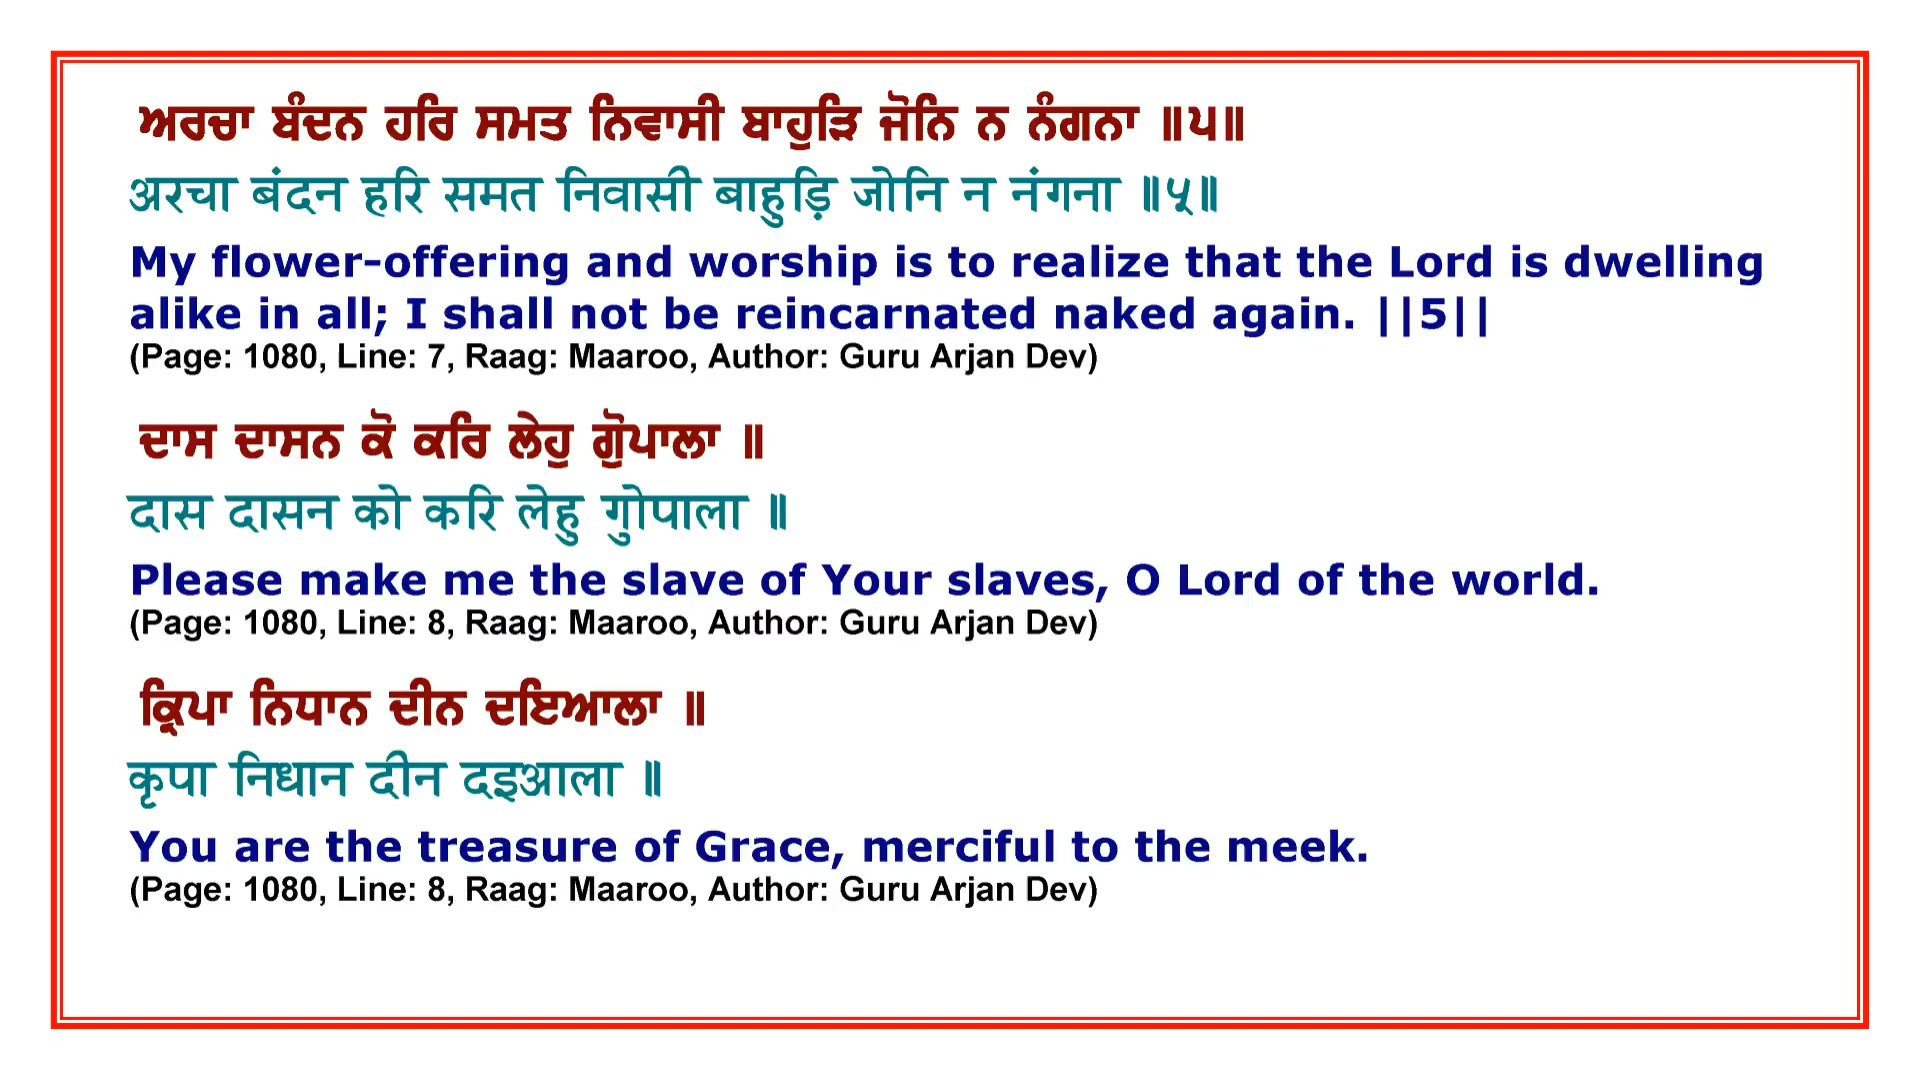 ਅਰਚਾ ਬੰਦਨ ਹਰਿ ਸਮਤ ਨਿਵਾਸੀ ਬਾਹੁੜਿ ਜੋਨਿ ਨ ਨੰਗਨਾ ॥੫॥
अरचा बंदन हरि समत निवासी बाहुड़ि जोनि न नंगना ॥५॥
My flower-offering and worship is to realize that the Lord is dwelling
alike in all; I shall not be reincarnated naked again. ||5||
(Page: 1080, Line: 7, Raag: Maaroo, Author: Guru Arjan Dev)
ਦਾਸ ਦਾਸਨ ਕੋ ਕਰਿ ਲੇਹੁ ਗੋੁਪਾਲਾ ॥
दास दासन को करि लेहु गोुपाला ॥
Please make me the slave of Your slaves, O Lord of the world.
(Page: 1080, Line: 8, Raag: Maaroo, Author: Guru Arjan Dev)
ਕ੍ਰਿਪਾ ਨਿਧਾਨ ਦੀਨ ਦਇਆਲਾ ॥
कृपा निधान दीन दइआला ॥
You are the treasure of Grace, merciful to the meek.
(Page: 1080, Line: 8, Raag: Maaroo, Author: Guru Arjan Dev)